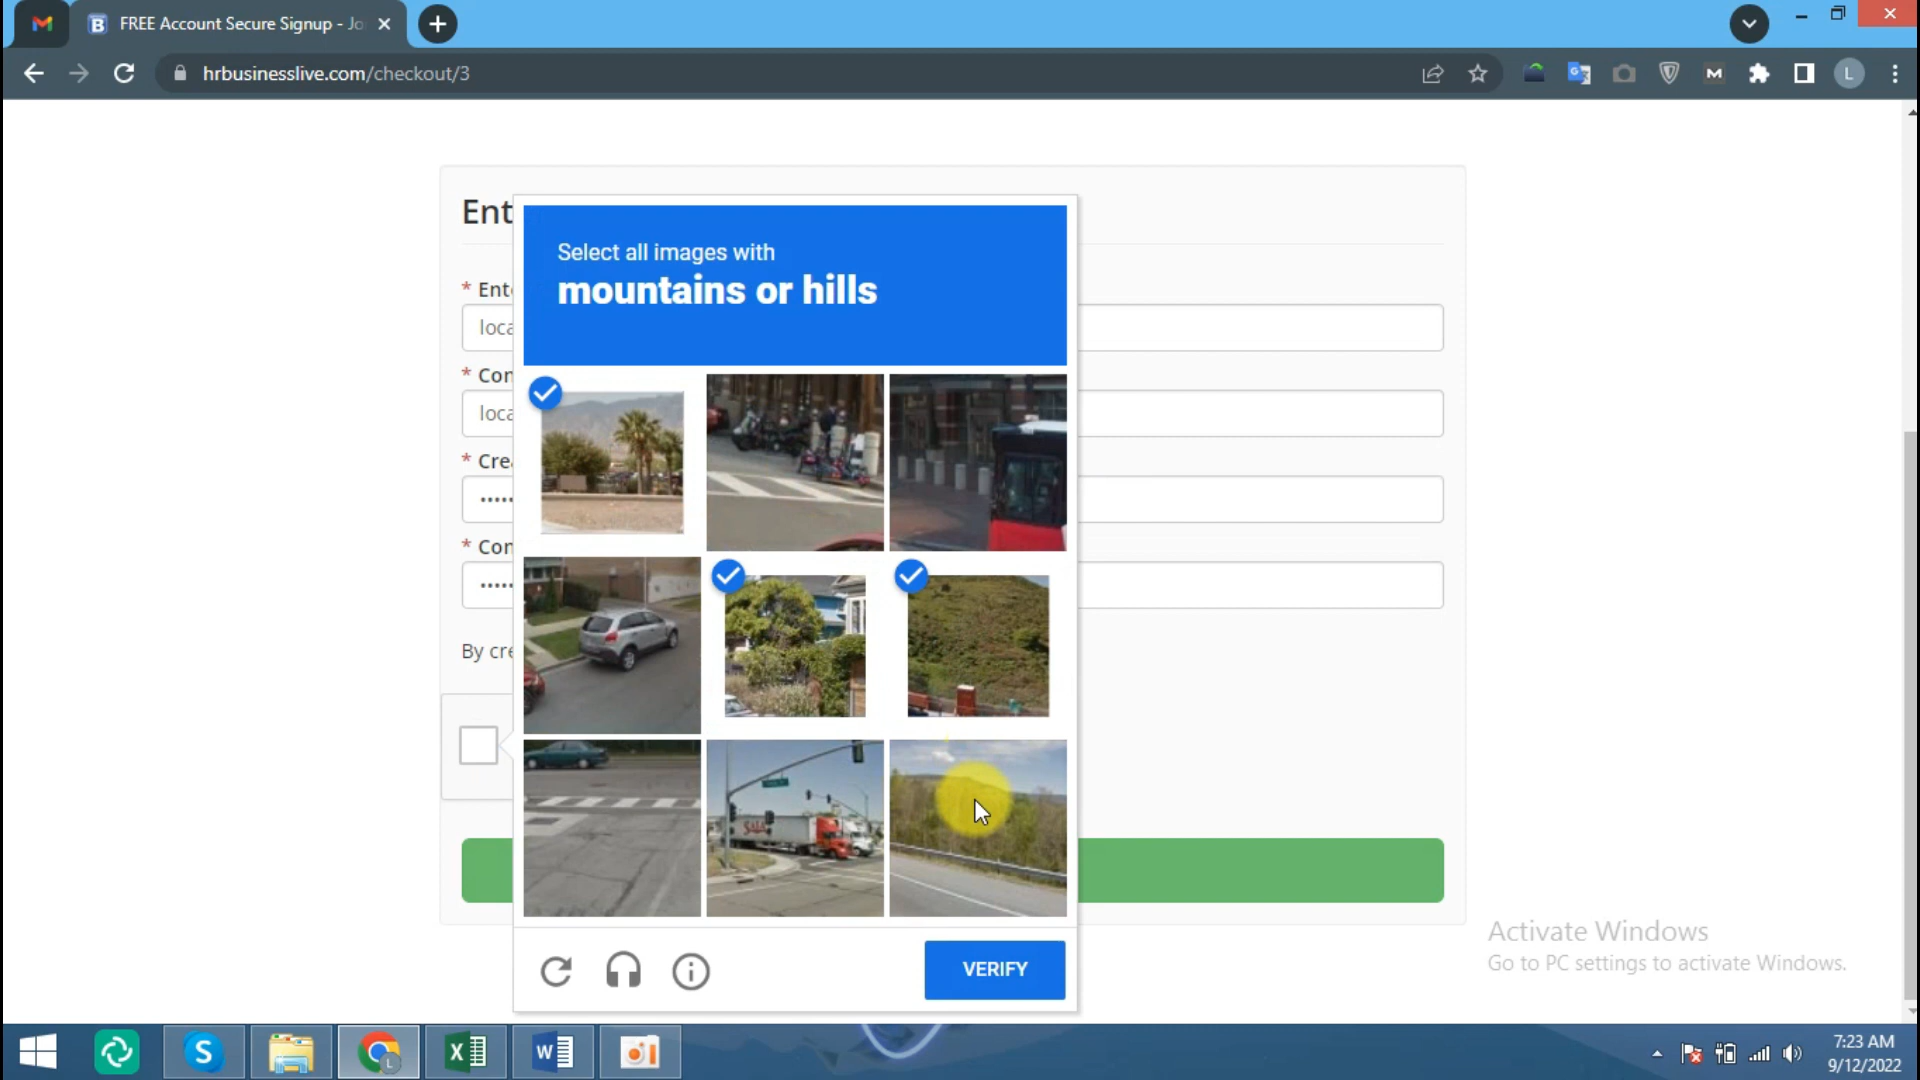 FREE Account Secure Signup - Jo
hrbusinesslive.com/checkout/3
Ent
Select all images with
mountains or hills
* Ent
loca
* Con
loca
* Crea
•••••
* Con
•••••
By cre
VERIFY
Activate Windows
Go to PC settings to activate Windows.
7:23 AM
9/12/2022